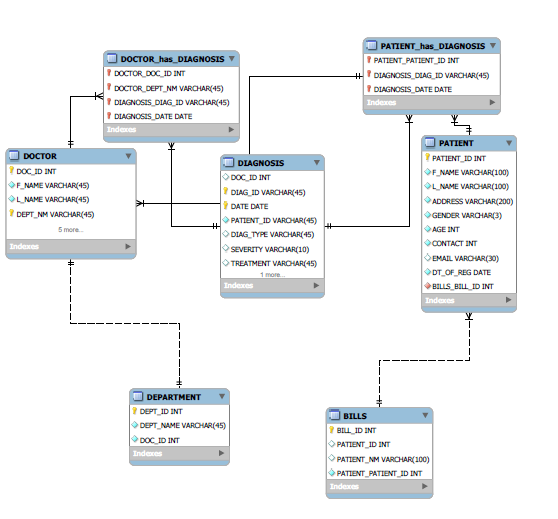 DOCTOR_has_DIAGNOSIS
DOCTOR_DOC_ID INT
DOCTOR_DEPT_NM VARCHAR(45)
DIAGNOSIS_DIAG_ID VARCHAR(45)
DIAGNOSIS_DATE DATE
Indexes
PATIENT_has_DIAGNOSIS
PATIENT_PATIENT_ID INT
DIAGNOSIS_DIAG_ID VARCHAR(45)
DIAGNOSIS_DATE DATE
Indexes
DOCTOR
DOC_ID INT
F_NAME VARCHAR(45)
L_NAME VARCHAR(45)
DEPT_NM VARCHAR(45)
5 more...
Indexes
DIAGNOSIS
DOC_ID INT
DIAG_ID VARCHAR(45)
DATE DATE
PATIENT_ID VARCHAR(45)
DIAG_TYPE VARCHAR(45)
SEVERITY VARCHAR(10)
TREATMENT VARCHAR(45)
1 more...
Indexes
PATIENT
PATIENT_ID INT
F_NAME VARCHAR(100)
L_NAME VARCHAR(100)
ADDRESS VARCHAR(200)
GENDER VARCHAR(3)
AGE INT
CONTACT INT
EMAIL VARCHAR(30)
DT_OF_REG DATE
BILLS_BILL_ID INT
Indexes
DEPARTMENT
DEPT_ID INT
DEPT_NAME VARCHAR(45)
DOC_ID INT
Indexes
BILLS
BILL_ID INT
PATIENT_ID INT
PATIENT_NM VARCHAR(100)
PATIENT_PATIENT_ID INT
Indexes